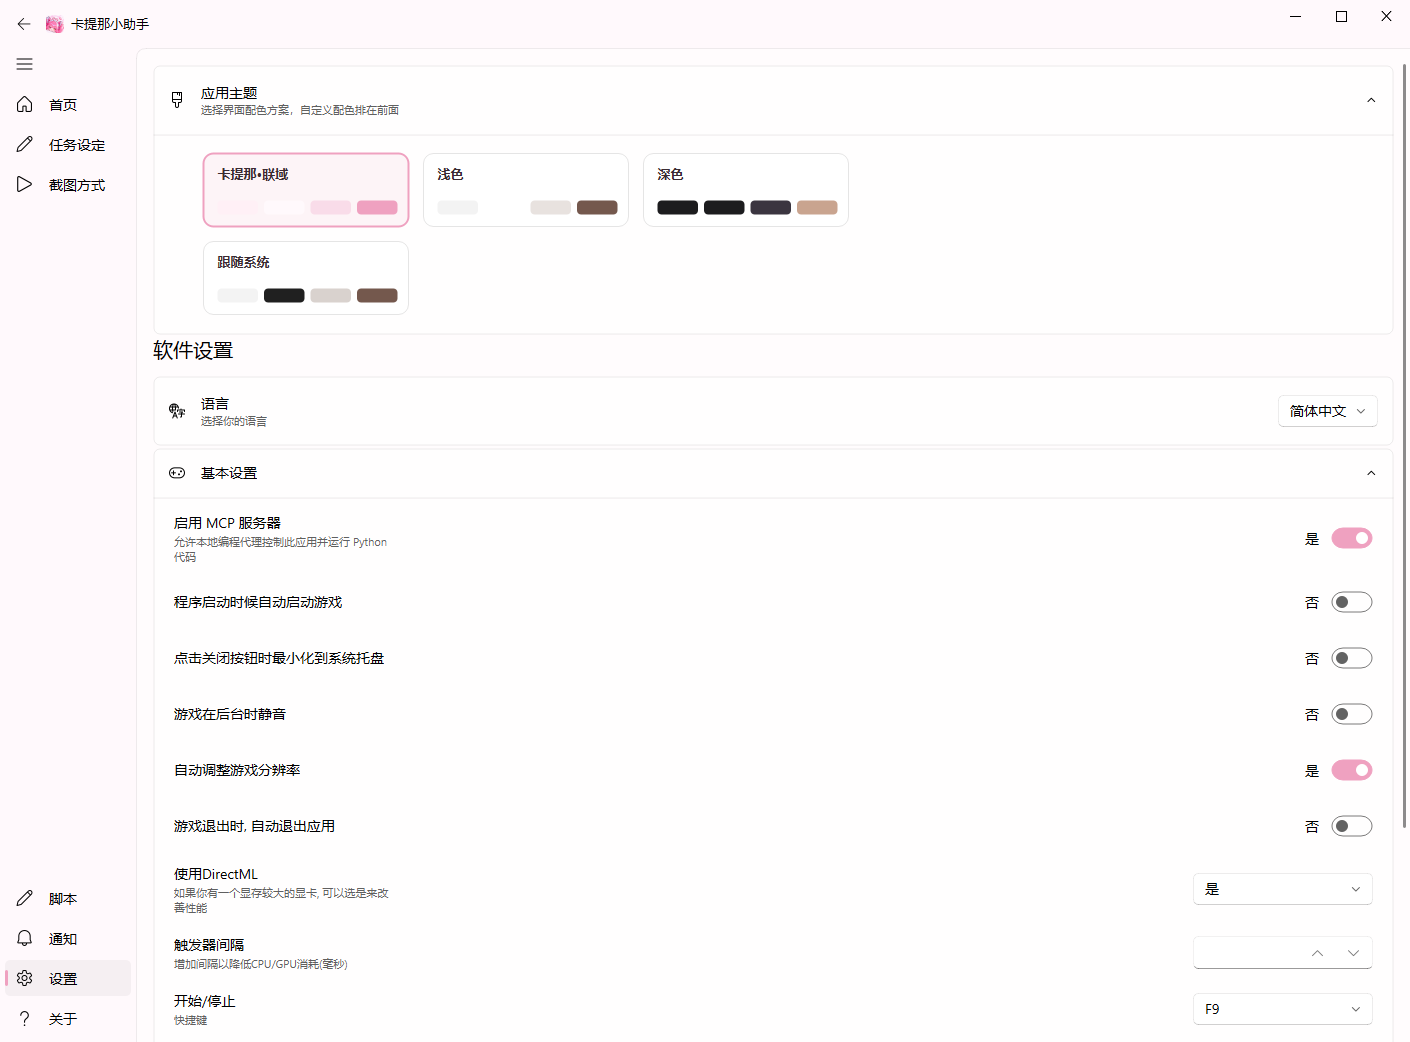 卡提那小助手
首页
任务设定
截图方式
应用主题
选择界面配色方案，自定义配色排在前面
卡提那•联域
浅色
深色
跟随系统
软件设置
语言
选择你的语言
简体中文
基本设置
启用 MCP 服务器
允许本地编程代理控制此应用并运行 Python
代码
是
程序启动时候自动启动游戏
否
点击关闭按钮时最小化到系统托盘
否
游戏在后台时静音
否
自动调整游戏分辨率
是
游戏退出时, 自动退出应用
否
使用DirectML
如果你有一个显存较大的显卡, 可以选是来改
善性能
是
触发器间隔
增加间隔以降低CPU/GPU消耗(毫秒)
开始/停止
快捷键
F9
脚本
通知
设置
关于